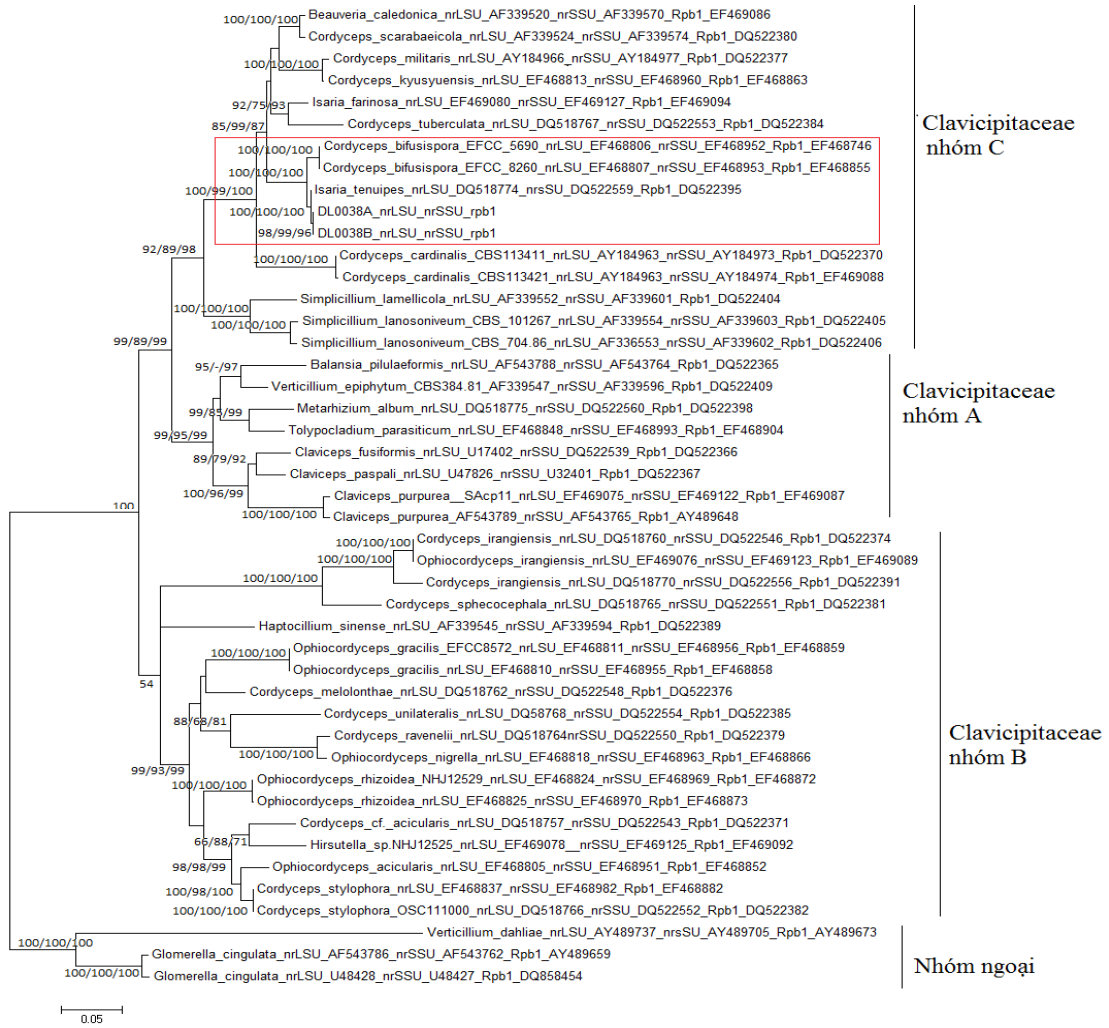 Beauveria_caledonica_nrLSU_AF339520_nrSSU_AF339570_Rpb1_EF469086
100/100/100
Cordyceps_scarabaeicola_nrLSU_AF339524_nrSSU_AF339574_Rpb1_DQ522380
Cordyceps_militaris_nrLSU_AY184966_nrSSU_AY184977_Rpb1_DQ522377
100/100/100
Cordyceps_kyusyuensis_nrLSU_EF468813_nrSSU_EF468960_Rpb1_EF468863
92/75/93
Isaria_farinosa_nrLSU_EF469080_nrSSU_EF469127_Rpb1_EF469094
Cordyceps_tuberculata_nrLSU_DQ518767_nrSSU_DQ522553_Rpb1_DQ522384
85/99/87
Clavicipitaceae
nhóm C
Cordyceps_bifusispora_EFCC_5690_nrLSU_EF468806_nrSSU_EF468952_Rpb1_EF468746
Cordyceps_bifusispora_EFCC_8260_nrLSU_EF468807_nrSSU_EF468953_Rpb1_EF468855
100/100/100
100/99/100
Isaria_tenuipes_nrLSU_DQ518774_nrsSU_DQ522559_Rpb1_DQ522395
100/100/100
DL0038A_nrLSU_nrSSU_rpb1
98/99/96
DL0038B_nrLSU_nrSSU_rpb1
92/89/98
Cordyceps_cardinalis_CBS113411_nrLSU_AY184963_nrSSU_AY184973_Rpb1_DQ522370
100/100/100
Cordyceps_cardinalis_CBS113421_nrLSU_AY184963_nrSSU_AY184974_Rpb1_EF469088
Simplicillium_lamellicola_nrLSU_AF339552_nrSSU_AF339601_Rpb1_DQ522404
100/100/100
Simplicillium_lanosoniveum_CBS_101267_nrLSU_AF339554_nrSSU_AF339603_Rpb1_DQ522405
100/100/100
Simplicillium_lanosoniveum_CBS_704.86_nrLSU_AF336553_nrSSU_AF339602_Rpb1_DQ522406
99/89/99
Balansia_pilulaeformis_nrLSU_AF543788_nrSSU_AF543764_Rpb1_DQ522365
95/-/97
Verticillium_epiphytum_CBS384.81_AF339547_nrSSU_AF339596_Rpb1_DQ522409
Metarhizium_album_nrLSU_DQ518775_nrSSU_DQ522560_Rpb1_DQ522398
99/85/99
Tolypocladium_parasiticum_nrLSU_EF468848_nrSSU_EF468993_Rpb1_EF468904
Clavicipitaceae
nhóm A
99/95/99
Claviceps_fusiformis_nrLSU_U17402_nrSSU_DQ522539_Rpb1_DQ522366
89/79/92
Claviceps_paspali_nrLSU_U47826_nrSSU_U32401_Rpb1_DQ522367
100/96/99
Claviceps_purpurea__SAcp11_nrLSU_EF469075_nrSSU_EF469122_Rpb1_EF469087
100/100/100
Claviceps_purpurea_AF543789_nrSSU_AF543765_Rpb1_AY489648
100
Cordyceps_irangiensis_nrLSU_DQ518760_nrSSU_DQ522546_Rpb1_DQ522374
100/100/100
Ophiocordyceps_irangiensis_nrLSU_EF469076_nrSSU_EF469123_Rpb1_EF469089
100/100/100
Cordyceps_irangiensis_nrLSU_DQ518770_nrSSU_DQ522556_Rpb1_DQ522391
100/100/100
Cordyceps_sphecocephala_nrLSU_DQ518765_nrSSU_DQ522551_Rpb1_DQ522381
Haptocillium_sinense_nrLSU_AF339545_nrSSU_AF339594_Rpb1_DQ522389
Ophiocordyceps_gracilis_EFCC8572_nrLSU_EF468811_nrSSU_EF468956_Rpb1_EF468859
100/100/100
Ophiocordyceps_gracilis_nrLSU_EF468810_nrSSU_EF468955_Rpb1_EF468858
54
Cordyceps_melolonthae_nrLSU_DQ518762_nrSSU_DQ522548_Rpb1_DQ522376
88/68/81
Cordyceps_unilateralis_nrLSU_DQ58768_nrSSU_DQ522554_Rpb1_DQ522385
Cordyceps_ravenelii_nrLSU_DQ518764nrSSU_DQ522550_Rpb1_DQ522379
100/100/100
Ophiocordyceps_nigrella_nrLSU_EF468818_nrSSU_EF468963_Rpb1_EF468866
Clavicipitaceae
nhóm B
99/93/99
Ophiocordyceps_rhizoidea_NHJ12529_nrLSU_EF468824_nrSSU_EF468969_Rpb1_EF468872
100/100/100
Ophiocordyceps_rhizoidea_nrLSU_EF468825_nrSSU_EF468970_Rpb1_EF468873
Cordyceps_cf._acicularis_nrLSU_DQ518757_nrSSU_DQ522543_Rpb1_DQ522371
66/88/71
Hirsutella_sp.NHJ12525_nrLSU_EF469078__nrSSU_EF469125_Rpb1_EF469092
98/98/99
Ophiocordyceps_acicularis_nrLSU_EF468805_nrSSU_EF468951_Rpb1_EF468852
100/98/100
Cordyceps_stylophora_nrLSU_EF468837_nrSSU_EF468982_Rpb1_EF468882
100/100/100
Cordyceps_stylophora_OSC111000_nrLSU_DQ518766_nrSSU_DQ522552_Rpb1_DQ522382
Verticillium_dahliae_nrLSU_AY489737_nrsSU_AY489705_Rpb1_AY489673
100/100/100
Glomerella_cingulata_nrLSU_AF543786_nrSSU_AF543762_Rpb1_AY489659
100/100/100
Glomerella_cingulata_nrLSU_U48428_nrSSU_U48427_Rpb1_DQ858454
Nhóm ngoại
0.05